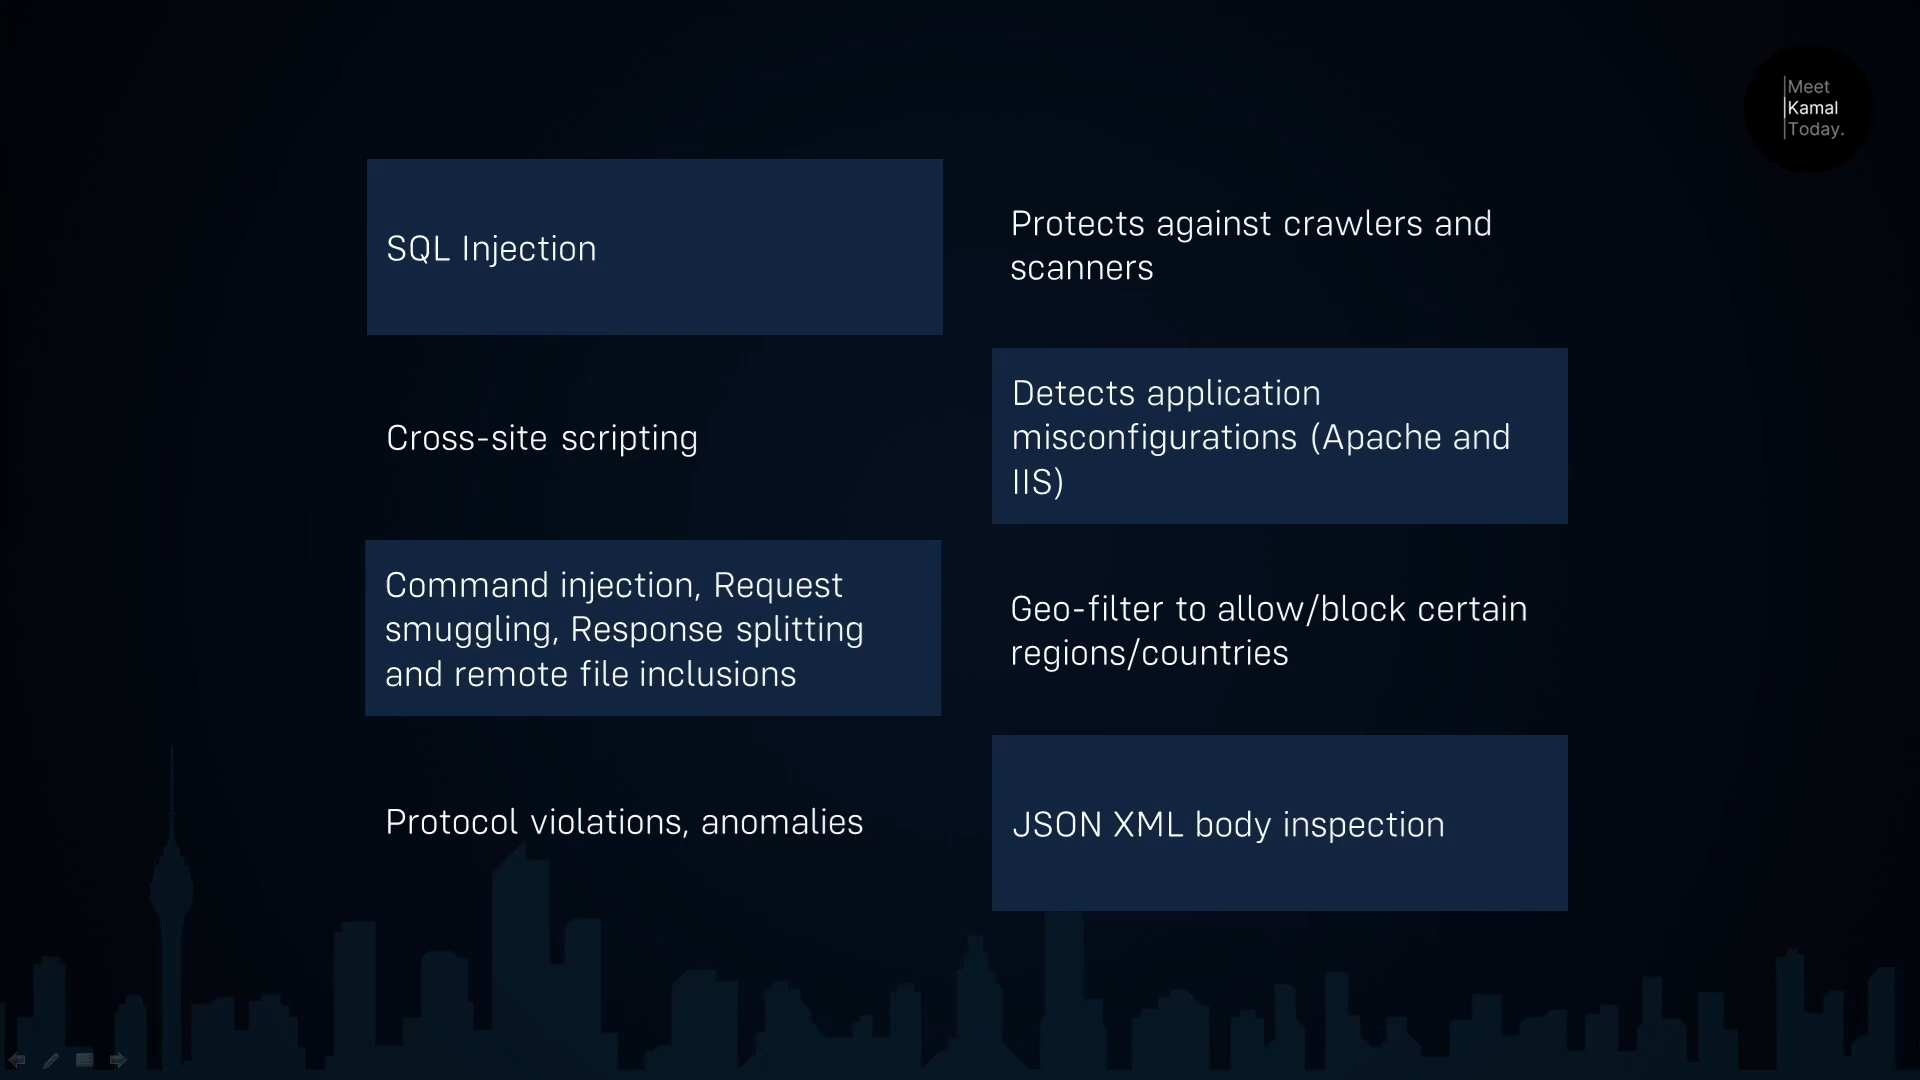 Meet
Kamal
Today.
SQL Injection
Protects against crawlers and
scanners
Cross-site scripting
Detects application
misconfigurations (Apache and
IIS)
Command injection, Request
smuggling, Response splitting
and remote file inclusions
Geo-filter to allow/block certain
regions/countries
Protocol violations, anomalies
JSON XML body inspection